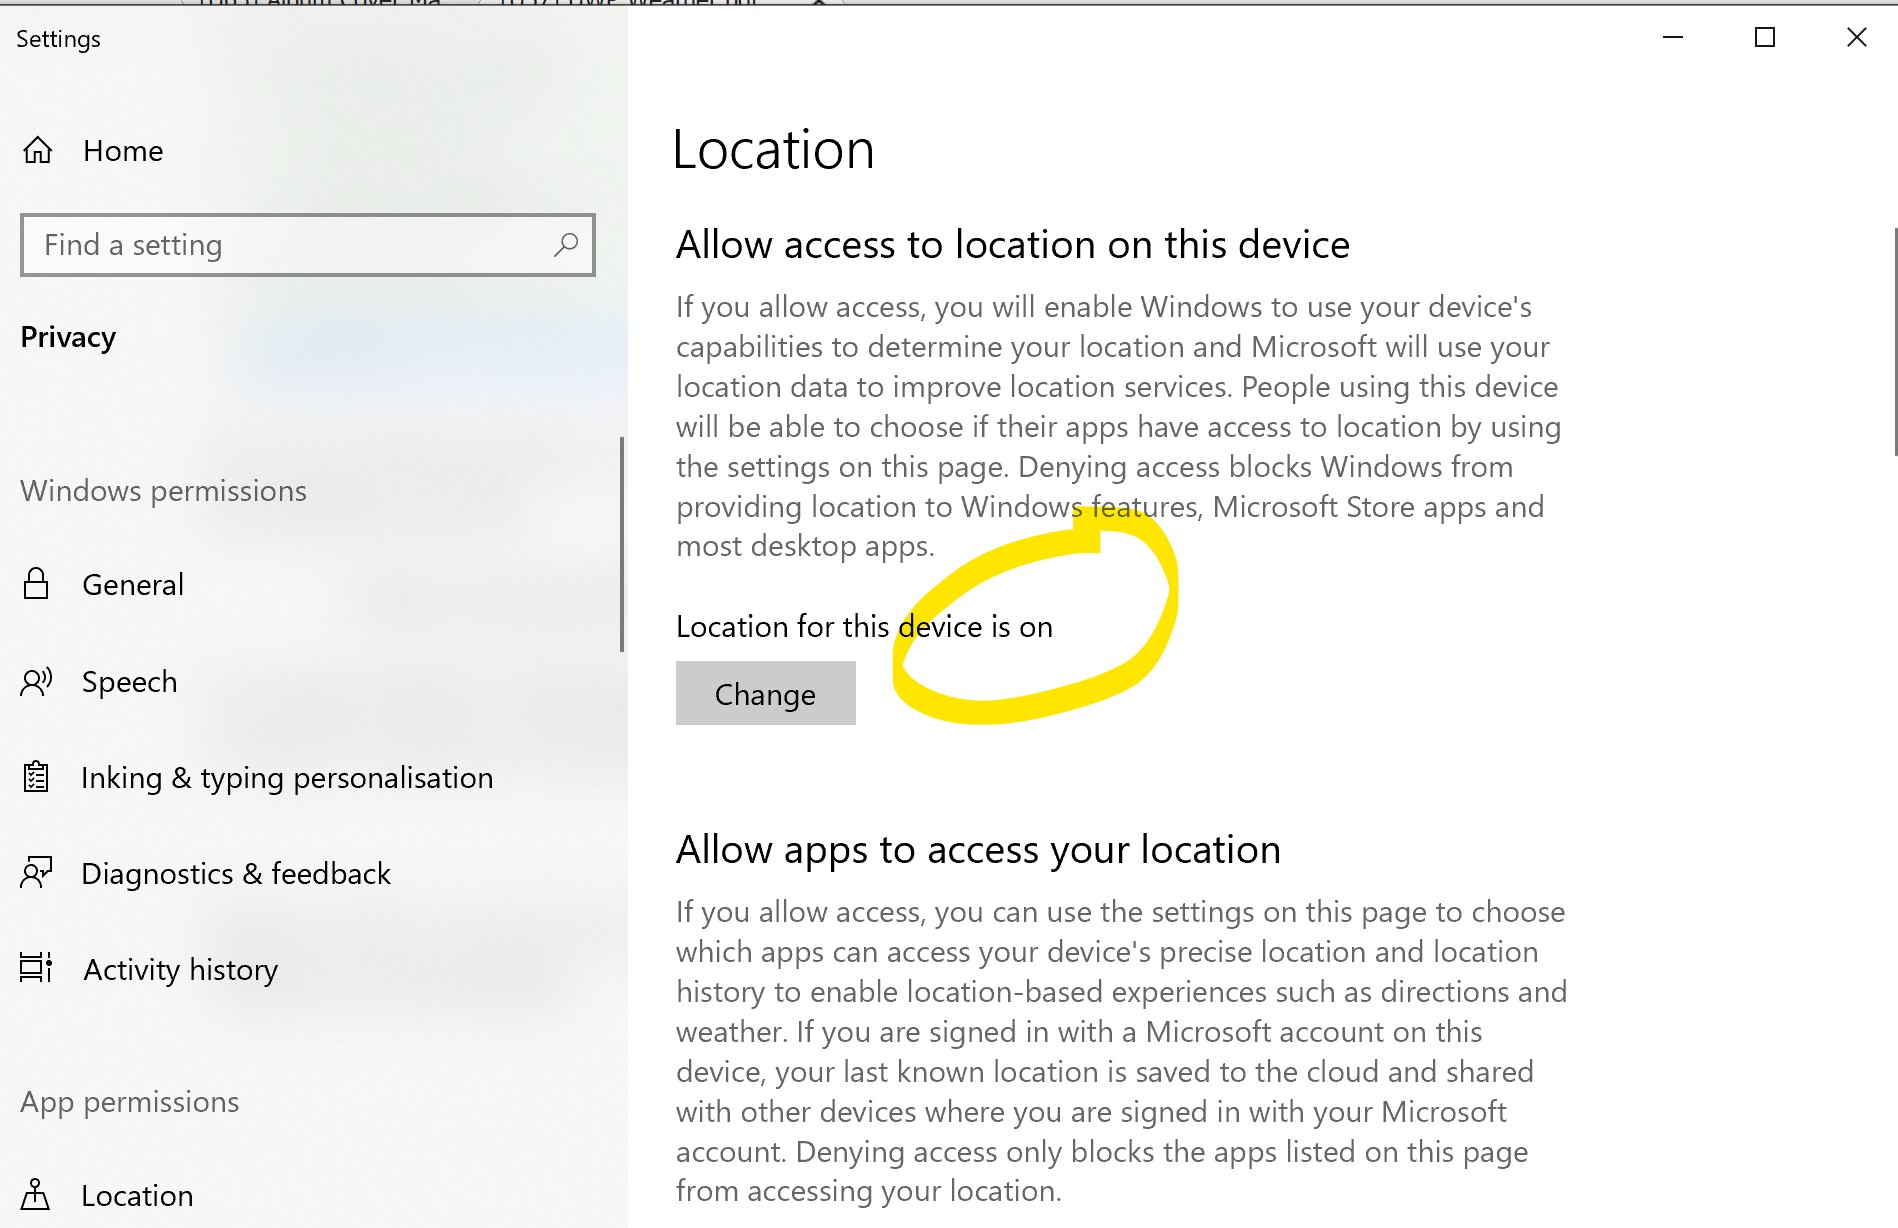 Settings
Home
Find a setting
Privacy
Windows permissions
General
Speech
Inking & typing personalisation
Diagnostics & feedback
Activity history
App permissions
Location
Location
Allow access to location on this device
If you allow access, you will enable Windows to use your device's
capabilities to determine your location and Microsoft will use your
location data to improve location services. People using this device
will be able to choose if their apps have access to location by using
the settings on this page. Denying access blocks Windows from
providing location to Windows features, Microsoft Store apps and
most desktop apps.
Location for this device is on
Change
Allow apps to access your location
If you allow access, you can use the settings on this page to choose
which apps can access your device's precise location and location
history to enable location-based experiences such as directions and
weather. If you are signed in with a Microsoft account on this
device, your last known location is saved to the cloud and shared
with other devices where you are signed in with your Microsoft
account. Denying access only blocks the apps listed on this page
from accessing your location.